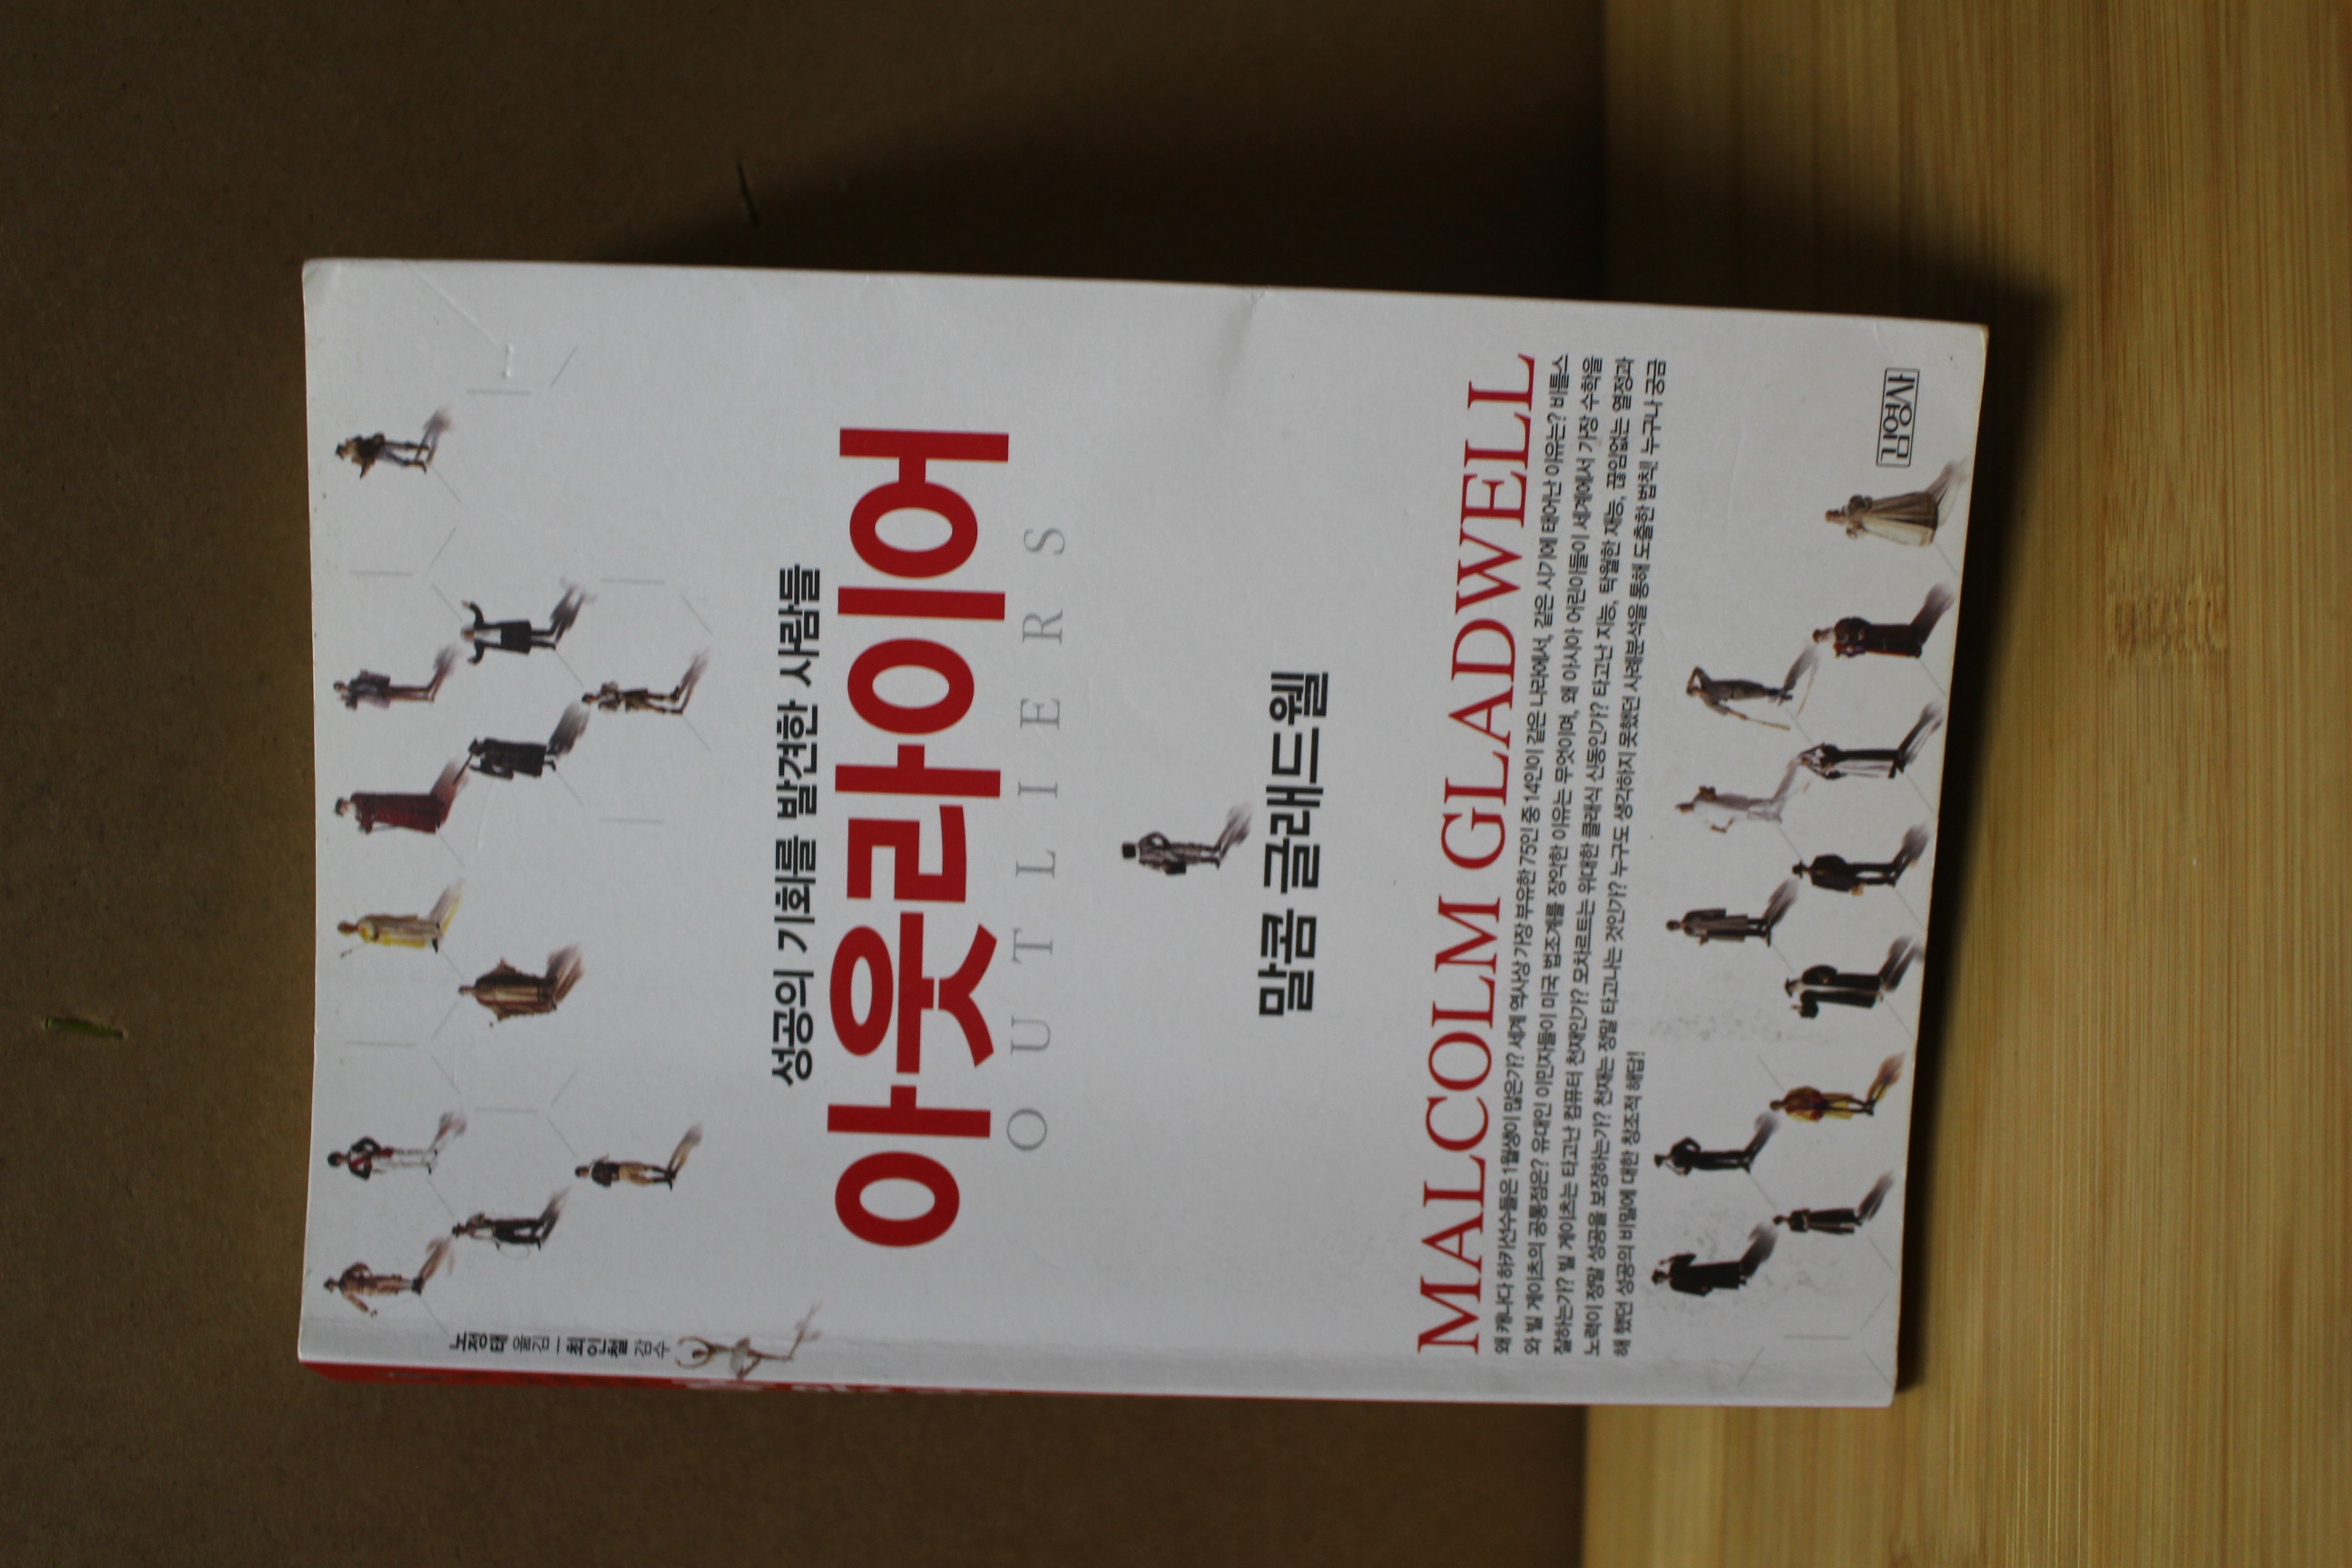 노정태 옮김 | 최인철 감수
성공의 기회를 발견한 사람들
아웃라이어
OUTLIERS
말콤 글래드웰
MALCOLM GLADWELL
왜 캐나다 하키선수들은 1월생이 많은가? 세계 역사상 가장 부유한 75인 중 14인이 같은 나라에서, 같은 시기에 태어난 이유는? 비틀스
와 빌 게이츠의 공통점은? 유대인 이민자들이 미국 법조계를 장악한 이유는 무엇이며, 왜 아시아 어린아이들이 세계에서 가장 수학을
잘하는가? 빌 게이츠는 타고난 컴퓨터 천재인가? 모차르트는 위대한 클래식 신동인가? 타고난 지능, 탁월한 재능, 끊임없는 열정과
노력이 정말 성공을 보장하는가? 천재는 정말 타고나는 것인가? 누구도 생각하지 못했던 사례분석을 통해 도출한 법칙! 누구나 궁금
해 했던 성공의 비밀에 대한 창조적 해답!
김영사